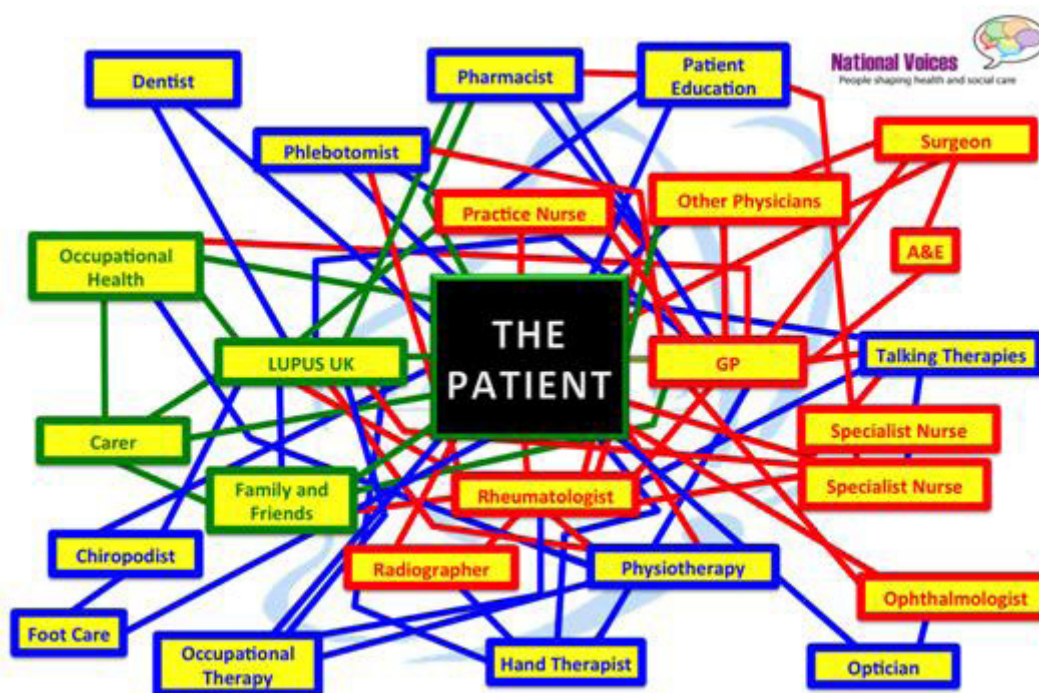 National Voices
People shaping health and social care
Dentist
Pharmacist
Patient
Education
Phlebotomist
Surgeon
Practice Nurse
Other Physicians
Occupational
Health
A&E
THE
PATIENT
LUPUS UK
GP
Talking Therapies
Carer
Specialist Nurse
Family and
Friends
Rheumatologist
Specialist Nurse
Chiropodist
Radiographer
Physiotherapy
Ophthalmologist
Foot Care
Occupational
Therapy
Hand Therapist
Optician